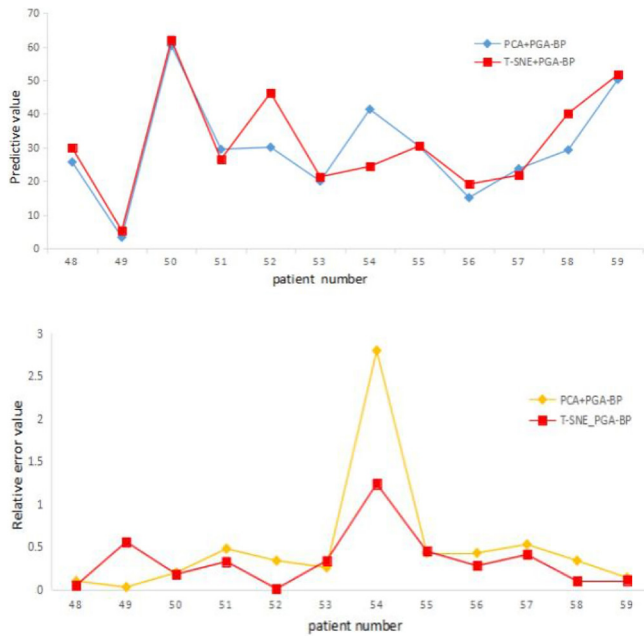 70
60
50
40
30
20
10
0
Predictive value
PCA+PGA-BP
T-SNE+PGA-BP
48 49 50 51 52 53 54 55 56 57 58 59
patient number
3
2.5
2
1.5
1
0.5
0
Relative error value
PCA+PGA-BP
T-SNE_PGA-BP
48 49 50 51 52 53 54 55 56 57 58 59
patient number